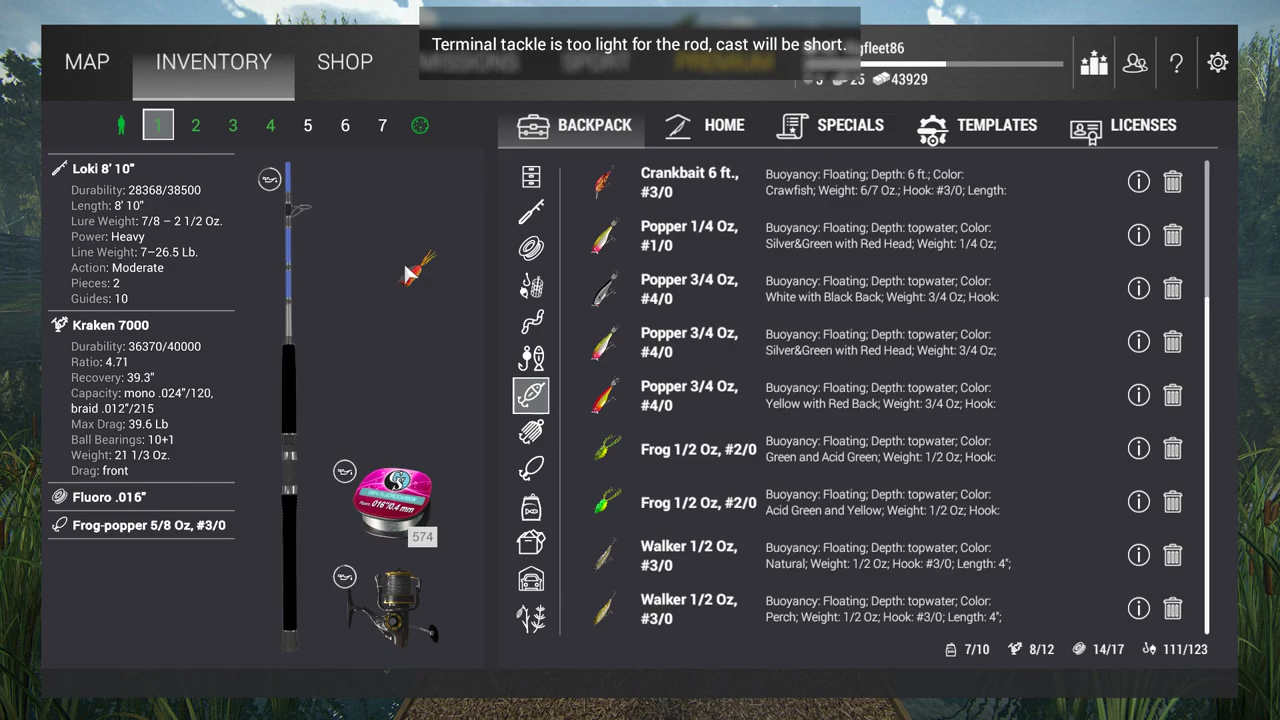 Terminal tackle is too light for the rod, cast will be short.
MAP
INVENTORY
SHOP
MISSIONS
SPORT
PREMIUM
gfleet86
25
43929
1
2
3
4
5
6
7
BACKPACK
HOME
SPECIALS
TEMPLATES
LICENSES
Loki 8' 10"
Durability: 28368/38500
Length: 8' 10"
Lure Weight: 7/8 – 2 1/2 Oz.
Power: Heavy
Line Weight: 7–26.5 Lb.
Action: Moderate
Pieces: 2
Guides: 10
Kraken 7000
Durability: 36370/40000
Ratio: 4.71
Recovery: 39.3"
Capacity: mono .024"/120,
braid .012"/215
Max Drag: 39.6 Lb
Ball Bearings: 10+1
Weight: 21 1/3 Oz.
Drag: front
Fluoro .016"
Frog-popper 5/8 Oz, #3/0
574
Crankbait 6 ft.,
#3/0
Buoyancy: Floating; Depth: 6 ft.; Color:
Crawfish; Weight: 6/7 Oz.; Hook: #3/0; Length:
Popper 1/4 Oz,
#1/0
Buoyancy: Floating; Depth: topwater; Color:
Silver&Green with Red Head; Weight: 1/4 Oz;
Popper 3/4 Oz,
#4/0
Buoyancy: Floating; Depth: topwater; Color:
White with Black Back; Weight: 3/4 Oz; Hook:
Popper 3/4 Oz,
#4/0
Buoyancy: Floating; Depth: topwater; Color:
Silver&Green with Red Head; Weight: 3/4 Oz;
Popper 3/4 Oz,
#4/0
Buoyancy: Floating; Depth: topwater; Color:
Yellow with Red Back; Weight: 3/4 Oz; Hook:
Frog 1/2 Oz, #2/0
Buoyancy: Floating; Depth: topwater; Color:
Green and Acid Green; Weight: 1/2 Oz; Hook:
Frog 1/2 Oz, #2/0
Buoyancy: Floating; Depth: topwater; Color:
Acid Green and Yellow; Weight: 1/2 Oz; Hook:
Walker 1/2 Oz,
#3/0
Buoyancy: Floating; Depth: topwater; Color:
Natural; Weight: 1/2 Oz; Hook: #3/0; Length: 4";
Walker 1/2 Oz,
#3/0
Buoyancy: Floating; Depth: topwater; Color:
Perch; Weight: 1/2 Oz; Hook: #3/0; Length: 4";
7/10
8/12
14/17
111/123